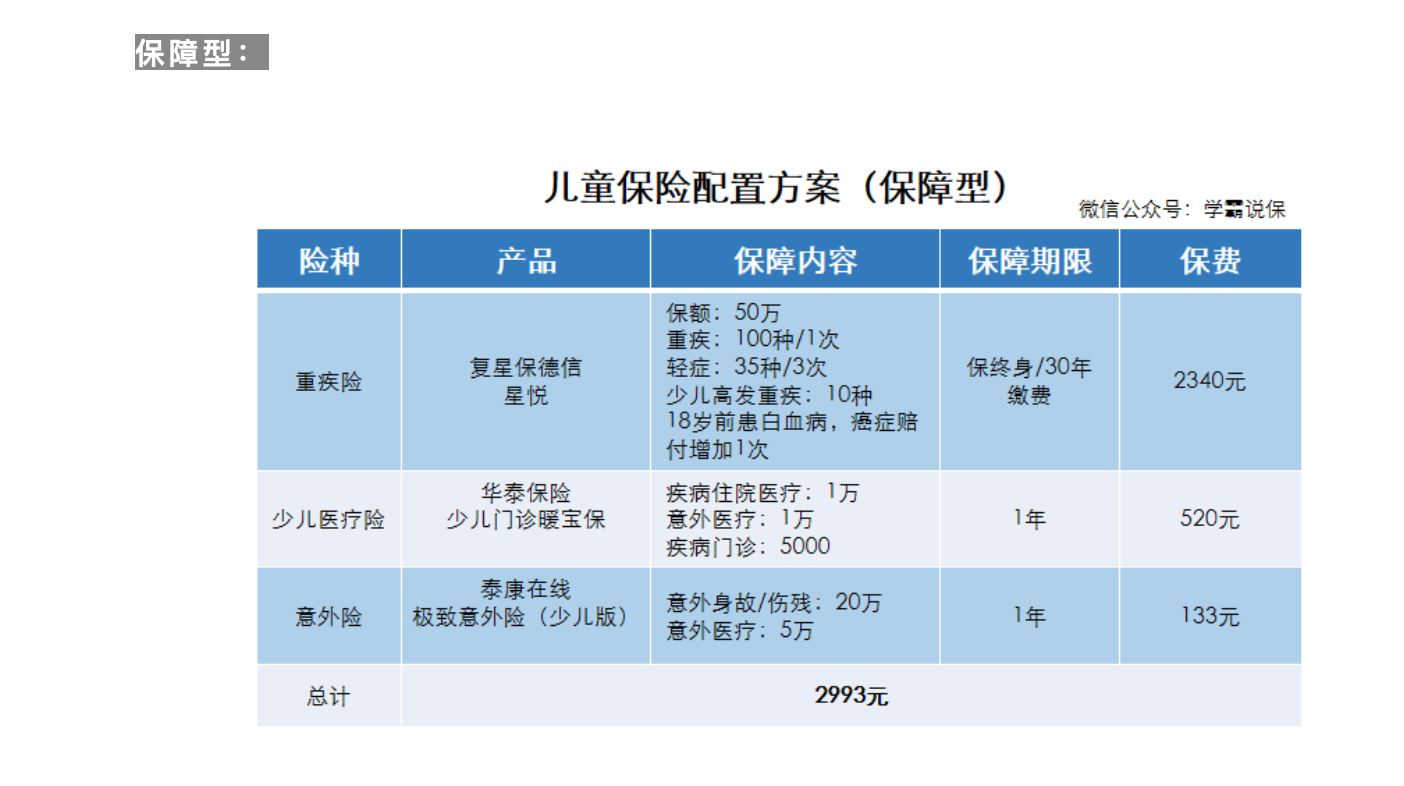 保障型：
儿童保险配置方案（保障型）
微信公众号：学霸说保
险种
产品
保障内容
保障期限
保费
重疾险
复星保德信
星悦
保额：50万
重疾：100种/1次
轻症：35种/3次
少儿高发重疾：10种
18岁前患白血病，癌症赔
付增加1次
保终身/30年
缴费
2340元
少儿医疗险
华泰保险
少儿门诊暖宝保
疾病住院医疗：1万
意外医疗：1万
疾病门诊：5000
1年
520元
意外险
泰康在线
极致意外险（少儿版）
意外身故/伤残：20万
意外医疗：5万
1年
133元
总计
2993元